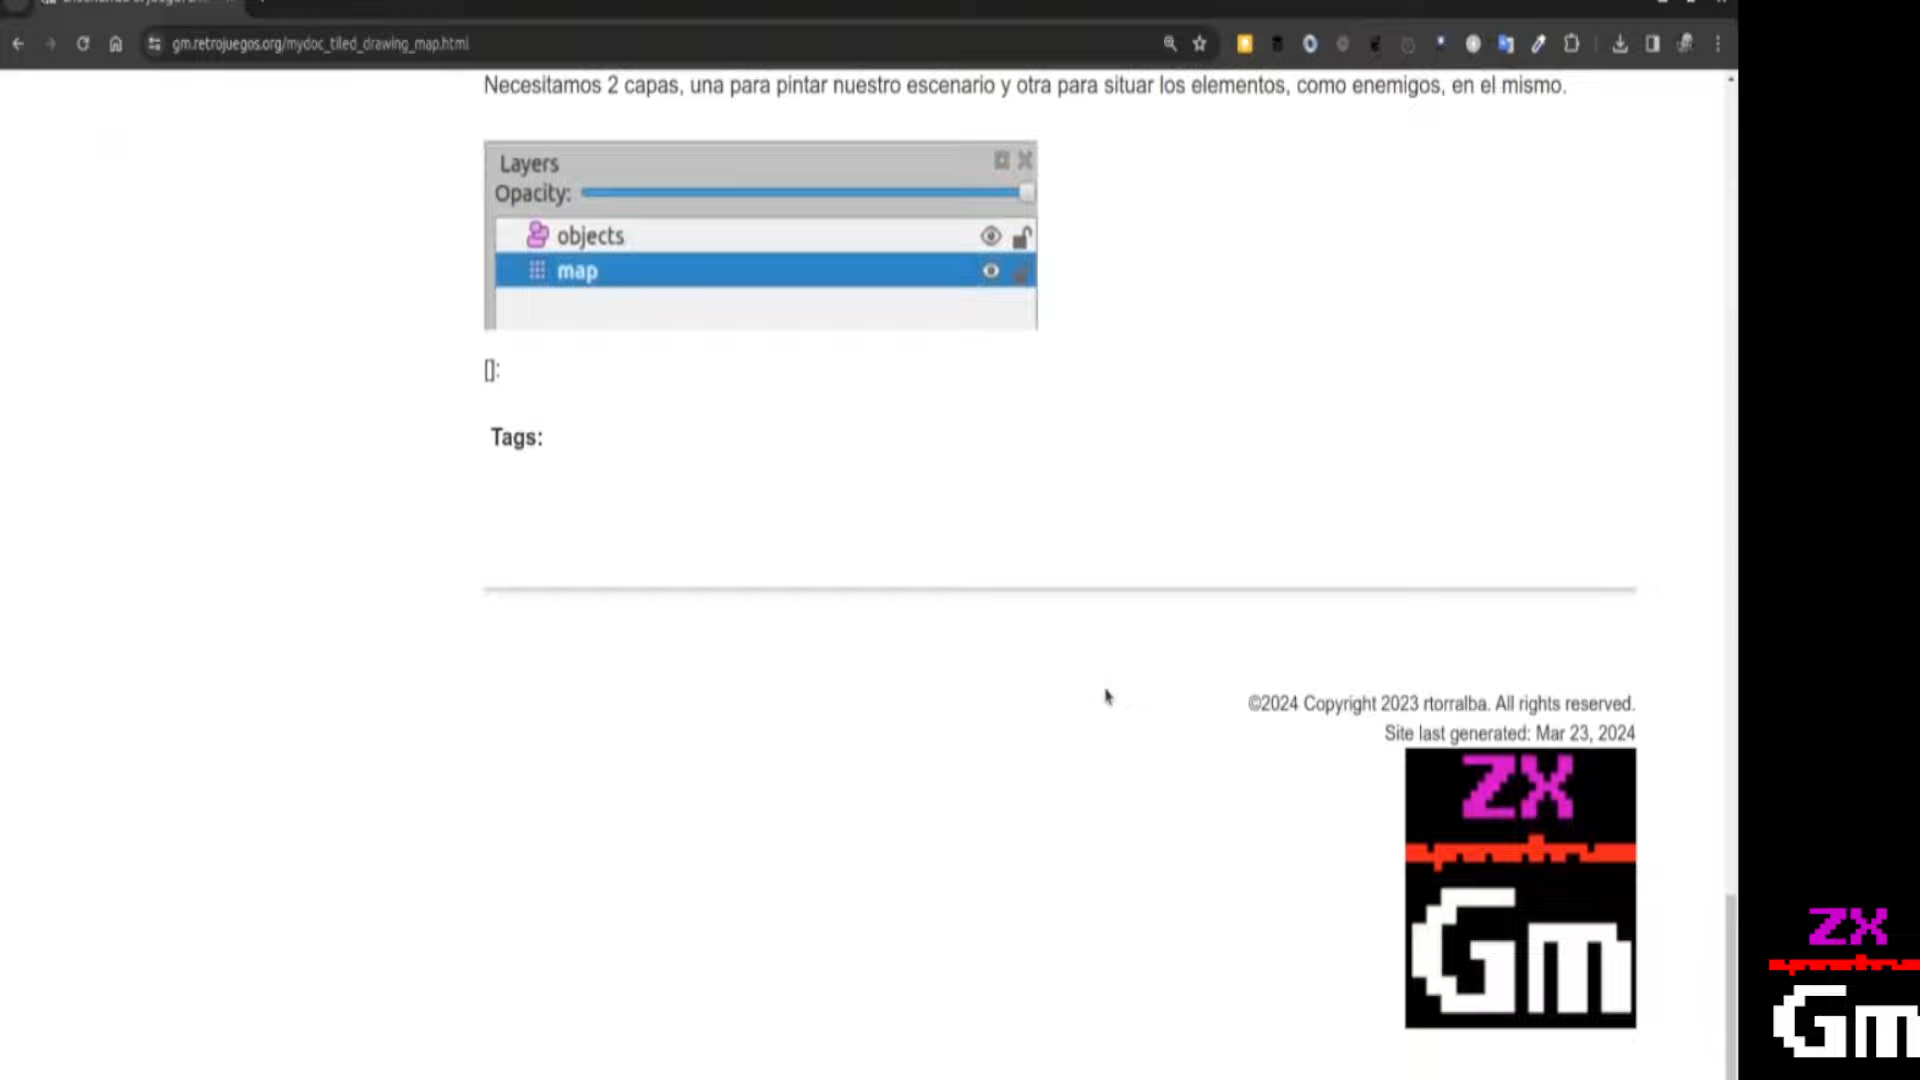 gm.retrojuegos.org/mydoc_tiled_drawing_map.html
Necesitamos 2 capas, una para pintar nuestro escenario y otra para situar los elementos, como enemigos, en el mismo.
Layers
Opacity:
objects
map
[]:
Tags:
©2024 Copyright 2023 rtorralba. All rights reserved.
Site last generated: Mar 23, 2024
ZX
Gm
ZX
Gm